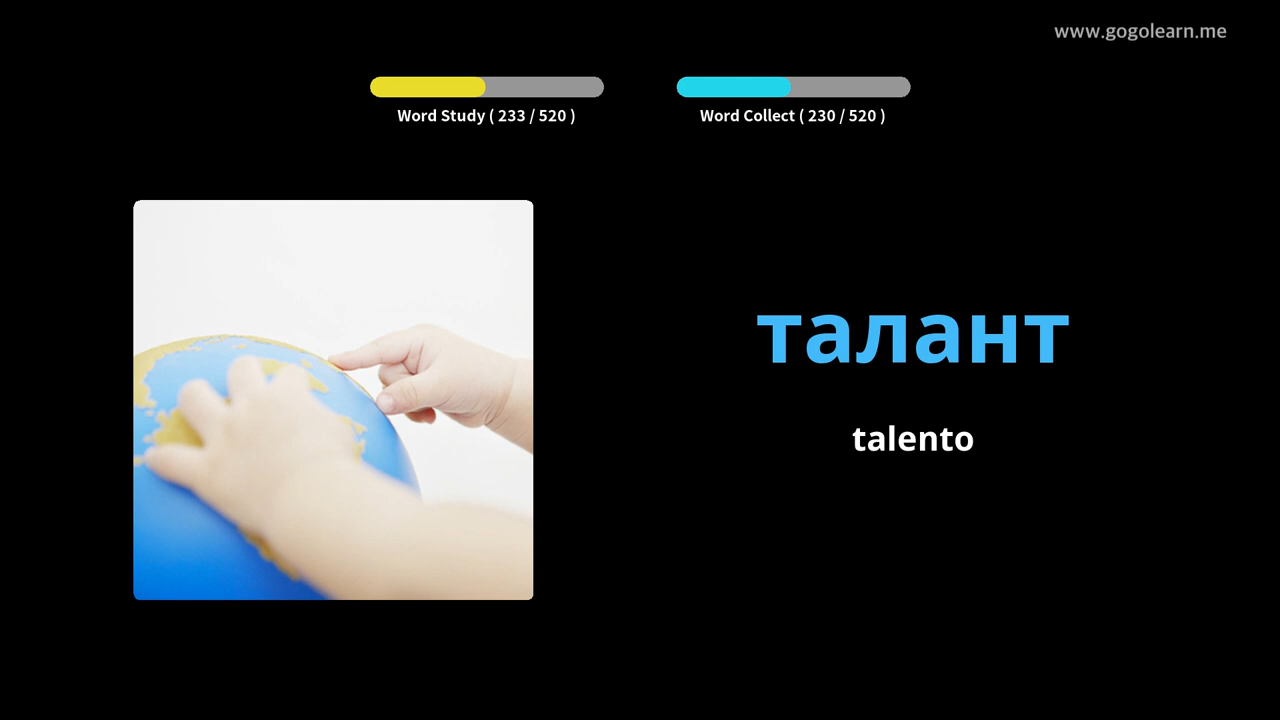 www.gogolearn.me
Word Study ( 233 / 520 )
Word Collect ( 230 / 520 )
талант
talento